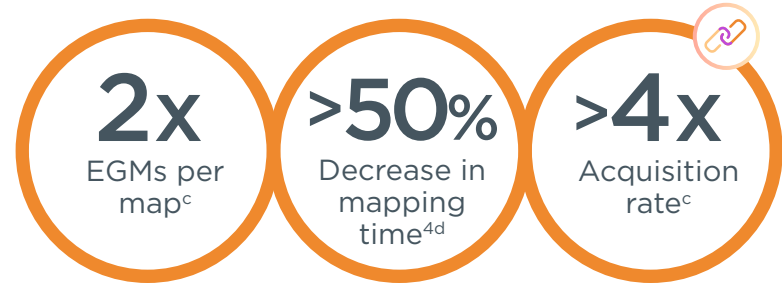 2x
EGMs per
mapᶜ
>50%
Decrease in
mapping
time⁴ᵈ
>4x
Acquisition
rateᶜ